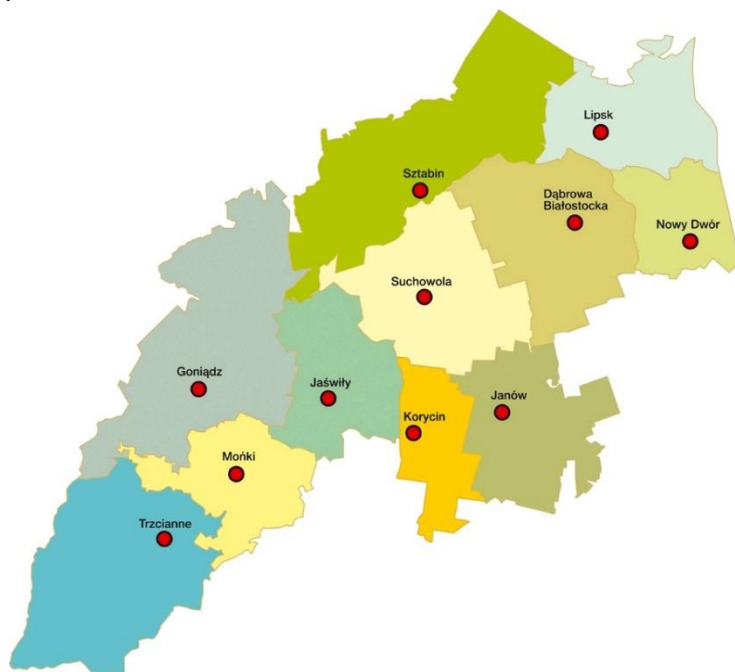 Lipsk
Sztabin
Dąbrowa
Białostocka
Nowy Dwór
Suchowola
Goniądz
Jaświły
Janów
Korycin
Mońki
Trzcianne